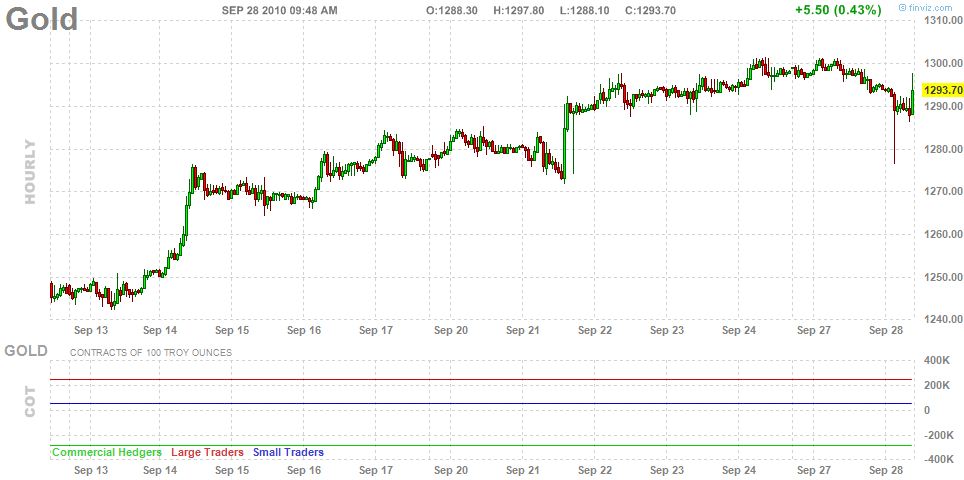 Gold
SEP 28 2010 09:48 AM O:1288.30 H:1297.80 L:1288.10 C:1293.70 +5.50 (0.43%) © finviz.com
1310.00
1300.00
1293.70
1290.00
1280.00
1270.00
1260.00
1250.00
1240.00
HOURLY
Sep 13 Sep 14 Sep 15 Sep 16 Sep 17 Sep 20 Sep 21 Sep 22 Sep 23 Sep 24 Sep 27 Sep 28
GOLD CONTRACTS OF 100 TROY OUNCES
400K
200K
0
-200K
-400K
COT
Commercial Hedgers Large Traders Small Traders
Sep 13 Sep 14 Sep 15 Sep 16 Sep 17 Sep 20 Sep 21 Sep 22 Sep 23 Sep 24 Sep 27 Sep 28